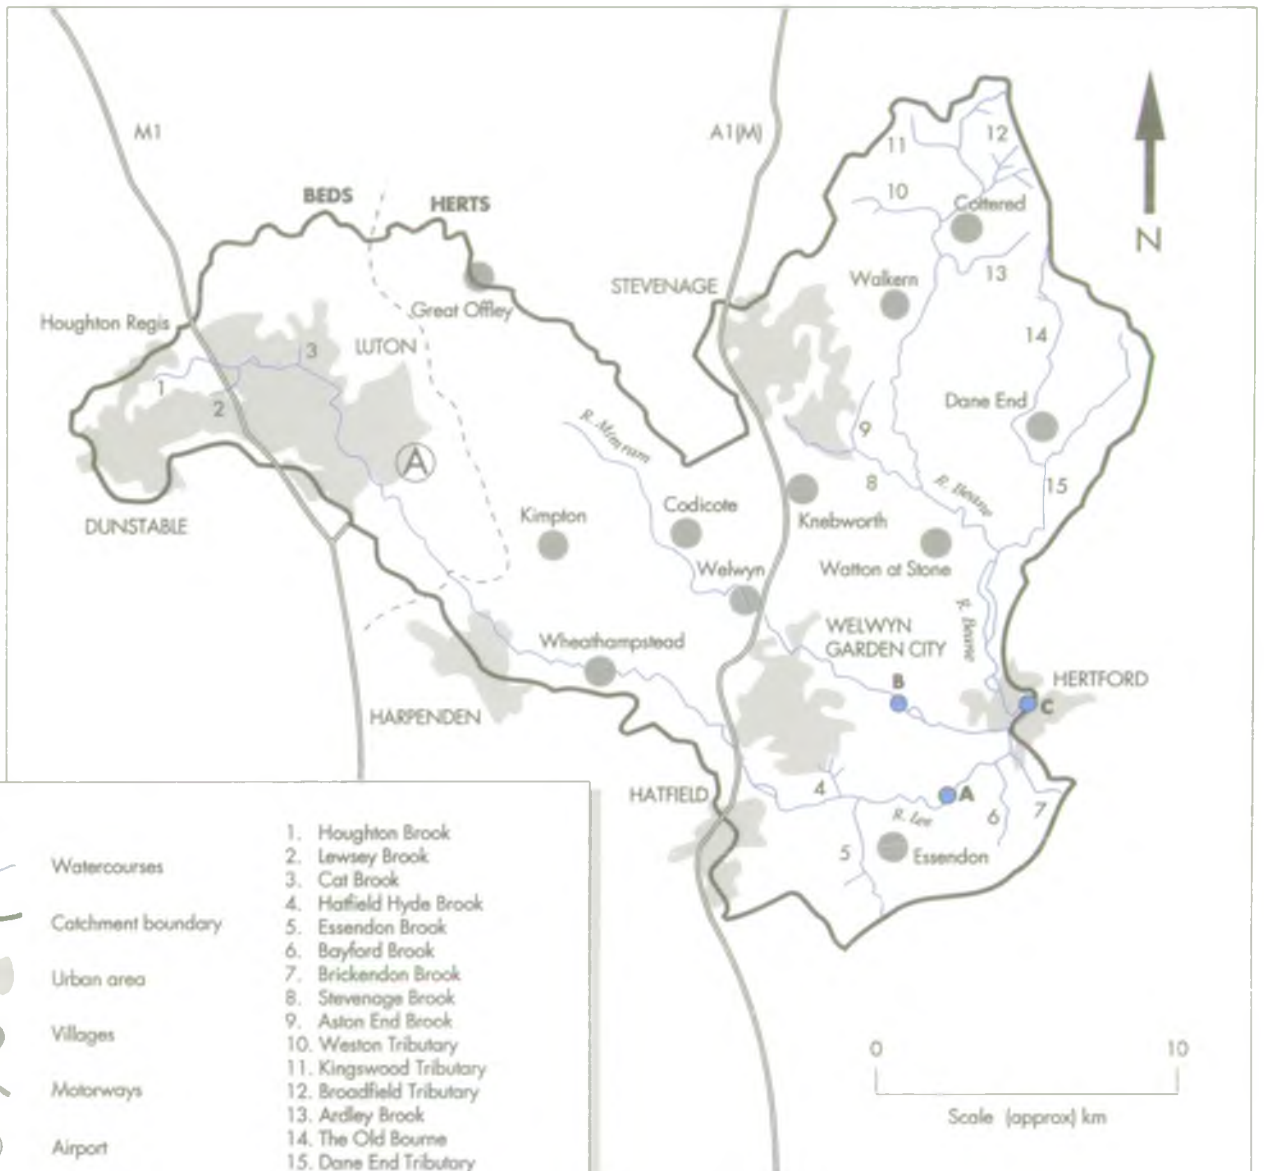 M1
A1(M)
11
12
BEDS
HERTS
10
Cottered
N
Walkern
13
STEVENAGE
Great Offley
Houghton Regis
LUTON
3
14
1
2
Dane End
R. Mimram
9
A
8
R. Beane
15
DUNSTABLE
Kimpton
Codicote
Knebworth
Welwyn
Watton at Stone
R. Beane
WELWYN
GARDEN CITY
Wheathampstead
B
HERTFORD
C
HARPENDEN
HATFIELD
4
A
R. Lee
6
7
5
Essendon
Watercourses
Catchment boundary
Urban area
Villages
Motorways
Airport
1. Houghton Brook
2. Lewsey Brook
3. Cat Brook
4. Hatfield Hyde Brook
5. Essendon Brook
6. Bayford Brook
7. Brickendon Brook
8. Stevenage Brook
9. Aston End Brook
10. Weston Tributary
11. Kingswood Tributary
12. Broadfield Tributary
13. Ardley Brook
14. The Old Bourne
15. Dane End Tributary
0 10
Scale (approx) km